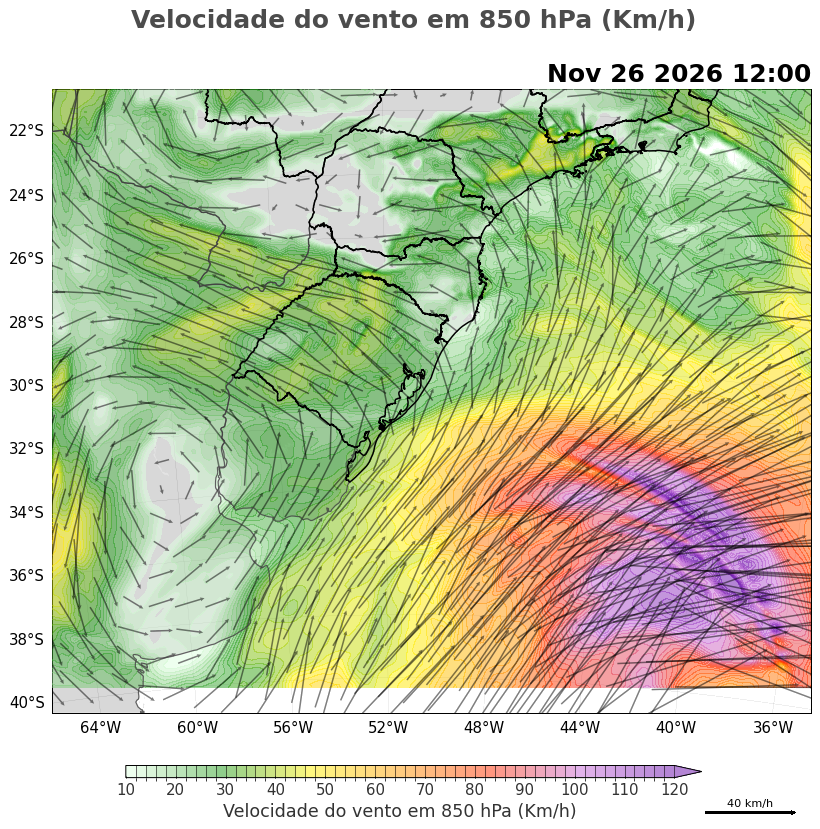 Velocidade do vento em 850 hPa (Km/h)
Nov 26 2026 12:00
22°S
24°S
26°S
28°S
30°S
32°S
34°S
36°S
38°S
40°S
64°W 60°W 56°W 52°W 48°W 44°W 40°W 36°W
10 20 30 40 50 60 70 80 90 100 110 120
Velocidade do vento em 850 hPa (Km/h)
40 km/h